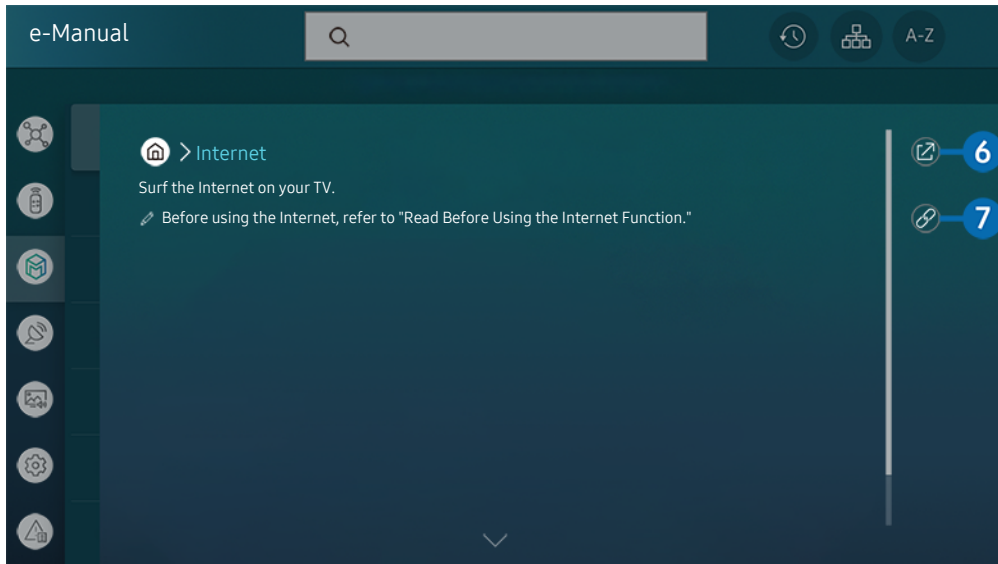 e-Manual
A-Z
> Internet
Surf the Internet on your TV.
Before using the Internet, refer to "Read Before Using the Internet Function."
6
7